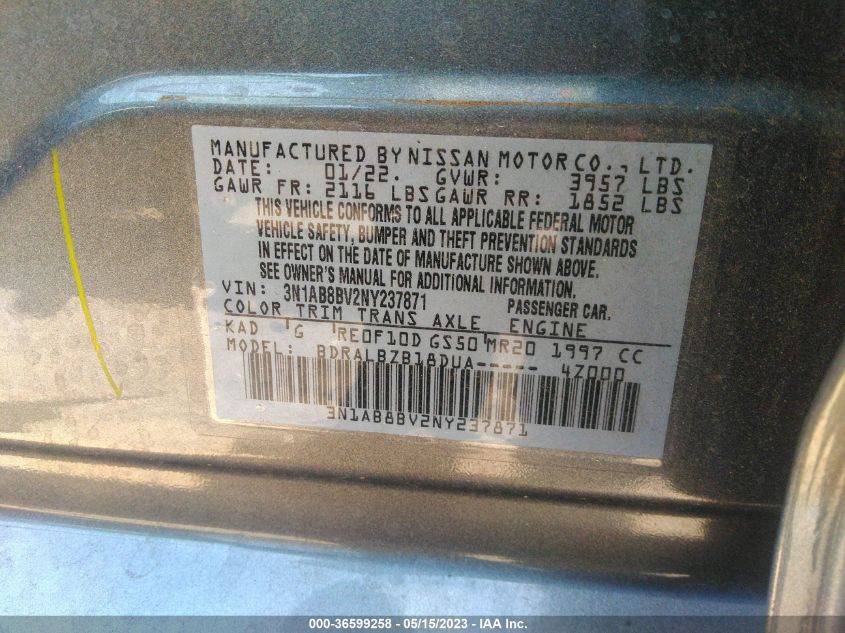 MANUFACTURED BY NISSAN MOTOR CO., LTD.
DATE: 01/22. GVWR: 3957 LBS
GAWR FR: 2116 LBS GAWR RR: 1852 LBS
THIS VEHICLE CONFORMS TO ALL APPLICABLE FEDERAL MOTOR
VEHICLE SAFETY, BUMPER AND THEFT PREVENTION STANDARDS
IN EFFECT ON THE DATE OF MANUFACTURE SHOWN ABOVE.
SEE OWNER'S MANUAL FOR ADDITIONAL INFORMATION.
VIN: 3N1AB8BV2NY237871 PASSENGER CAR.
COLOR TRIM TRANS AXLE ENGINE
KAD G RE0F10D GS50 MR20 1997 CC
MODEL: BDRALBZB18DUA----- 4Z000
3N1AB8BV2NY237871
000-36599258 - 05/15/2023 - IAA Inc.